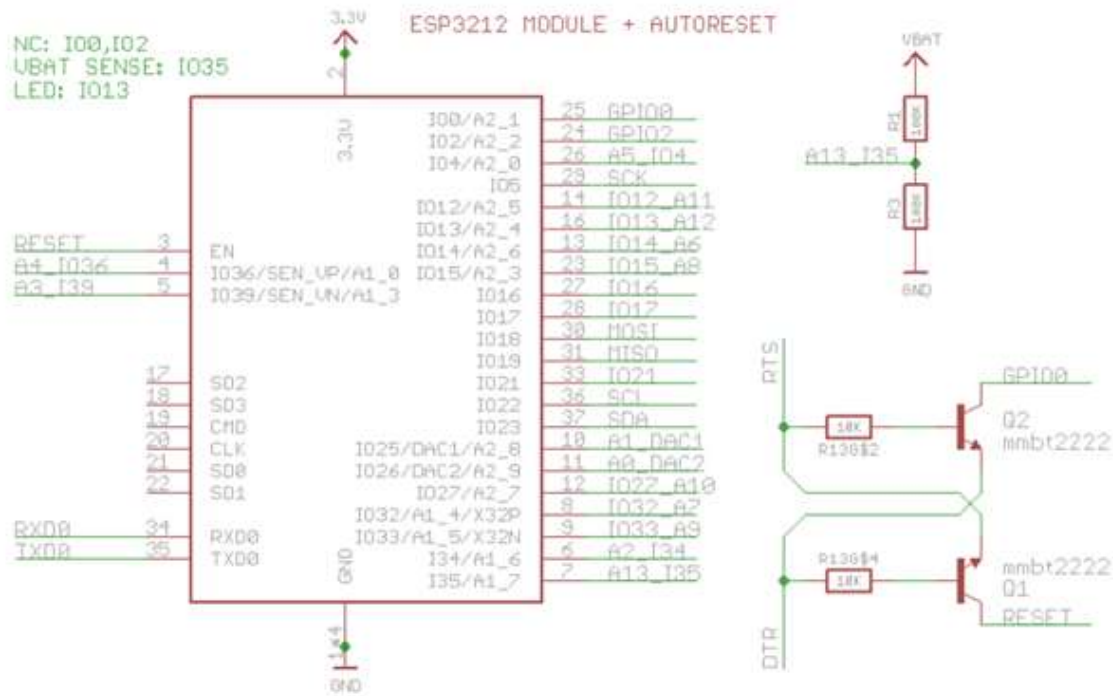 ESP3212 MODULE + AUTORESET
NC: IO0,IO2
VBAT SENSE: IO35
LED: IO13
3.3V
2
3.3V
RESET 3 EN
A4_IO36 4 IO36/SEN_VP/A1_0
A3_I39 5 IO39/SEN_VN/A1_3
17 SD2
18 SD3
19 CMD
20 CLK
21 SD0
22 SD1
RXD0 34 RXD0
TXD0 35 TXD0
IO0/A2_1 25 GPIO0
IO2/A2_2 24 GPIO2
IO4/A2_0 26 A5_IO4
IO5 29 SCK
IO12/A2_5 14 IO12_A11
IO13/A2_4 16 IO13_A12
IO14/A2_6 13 IO14_A6
IO15/A2_3 23 IO15_A8
IO16 27 IO16
IO17 28 IO17
IO18 30 MOSI
IO19 31 MISO
IO21 33 IO21
IO22 36 SCL
IO23 37 SDA
IO25/DAC1/A2_8 10 A1_DAC1
IO26/DAC2/A2_9 11 A0_DAC2
IO27/A2_7 12 IO27_A10
IO32/A1_4/X32P 8 IO32_A7
IO33/A1_5/X32N 9 IO33_A9
I34/A1_6 6 A2_I34
I35/A1_7 7 A13_I35
GND
1*4
GND
VBAT
R1
100K
A13_I35
R3
100K
GND
RTS
10K
R13G$2
GPIO0
Q2
mmbt2222
R13G$4
10K
mmbt2222
Q1
RESET
DTR